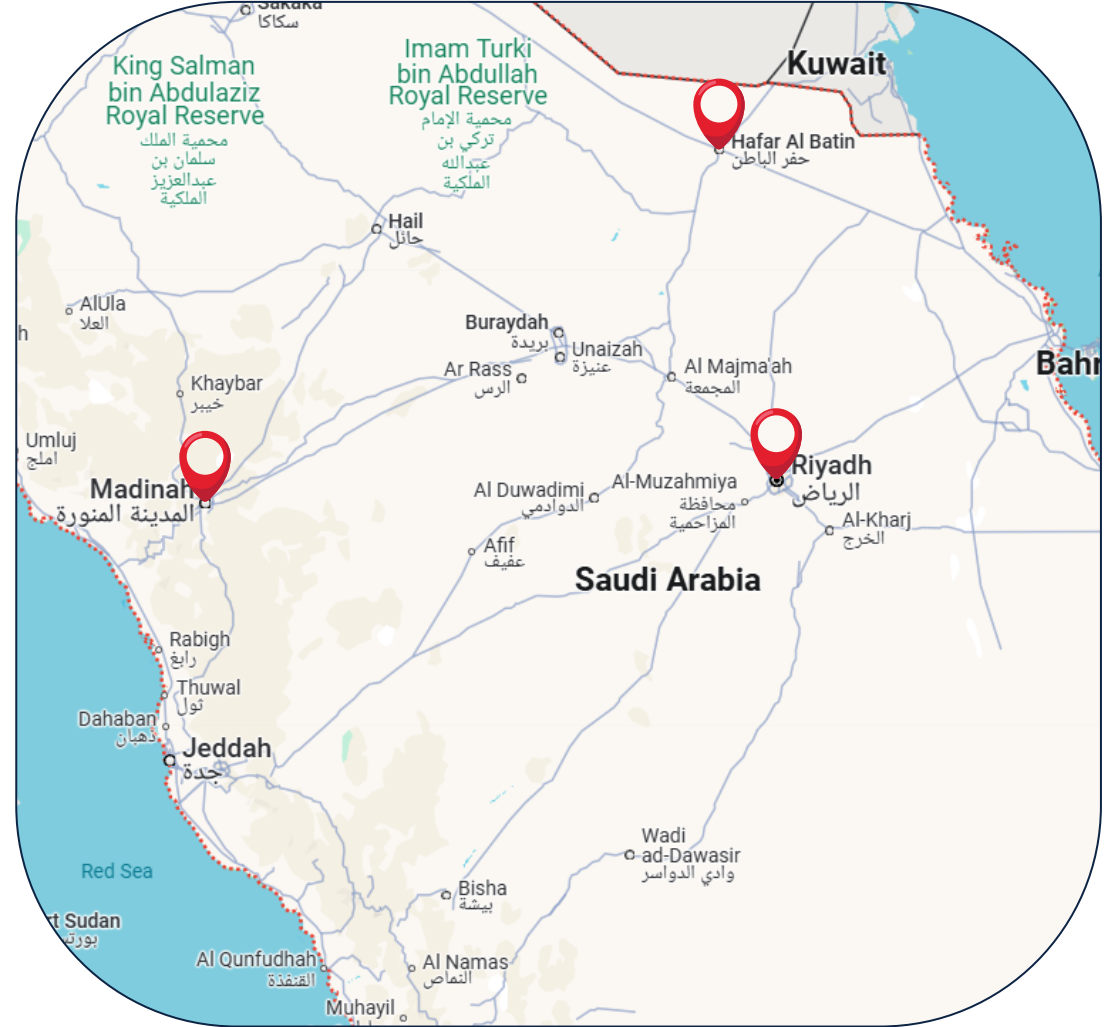 Sakaka
سكاكا
King Salman
bin Abdulaziz
Royal Reserve
محمية الملك
سلمان بن
عبدالعزيز
الملكية
Imam Turki
bin Abdullah
Royal Reserve
محمية الإمام
تركي بن
عبدالله
الملكية
Kuwait
Hafar Al Batin
حفر الباطن
Hail
حائل
AlUla
العلا
h
Buraydah
بريدة
Unaizah
عنيزة
Ar Rass
الرس
Al Majma'ah
المجمعة
Bahr
Khaybar
خيبر
Umluj
املج
Madinah
المدينة المنورة
Al Duwadimi
الدوادمي
Al-Muzahmiya
محافظة
المزاحمية
Riyadh
الرياض
Al-Kharj
الخرج
Afif
عفيف
Saudi Arabia
Rabigh
رابغ
Thuwal
ثول
Dahaban
ذهبان
Jeddah
جدة
Wadi
ad-Dawasir
وادي الدواسر
Red Sea
Bisha
بيشة
rt Sudan
بورتس
Al Qunfudhah
القنفذة
Al Namas
النماص
Muhayil